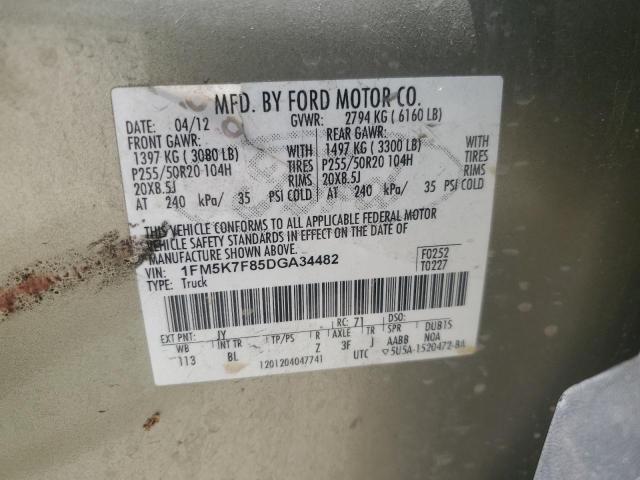 MFD. BY FORD MOTOR CO.
DATE: 04/12 GVWR: 2794 KG ( 6160 LB)
FRONT GAWR: REAR GAWR:
1397 KG ( 3080 LB) WITH 1497 KG ( 3300 LB) WITH
P255/50R20 104H TIRES P255/50R20 104H TIRES
20X8.5J RIMS 20X8.5J RIMS
AT 240 kPa/ 35 PSI COLD AT 240 kPa/ 35 PSI COLD
THIS VEHICLE CONFORMS TO ALL APPLICABLE FEDERAL MOTOR
VEHICLE SAFETY STANDARDS IN EFFECT ON THE DATE OF
MANUFACTURE SHOWN ABOVE.
VIN: 1FM5K7F85DGA34482 F0252
TYPE: Truck T0227
EXT PNT: JY RC: 71 DUB1S
WB INT TR TP/PS R AXLE TR SPR NOA
113 BL Z 3F J AABB
1201204047741 UTC ▽5U5A-1520472-BA